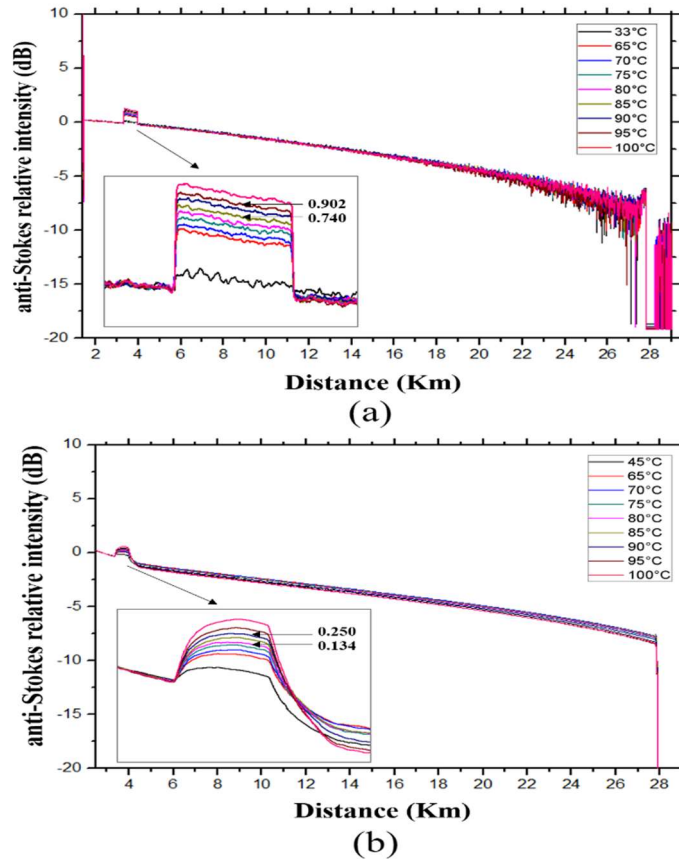 10
5
0
-5
-10
-15
-20
anti-Stokes relative intensity (dB)
33°C
65°C
70°C
75°C
80°C
85°C
90°C
95°C
100°C
0.902
0.740
2 4 6 8 10 12 14 16 18 20 22 24 26 28
Distance (Km)
(a)
10
5
0
-5
-10
-15
-20
anti-Stokes relative intensity (dB)
45°C
65°C
70°C
75°C
80°C
85°C
90°C
95°C
100°C
0.250
0.134
4 6 8 10 12 14 16 18 20 22 24 26 28
Distance (Km)
(b)